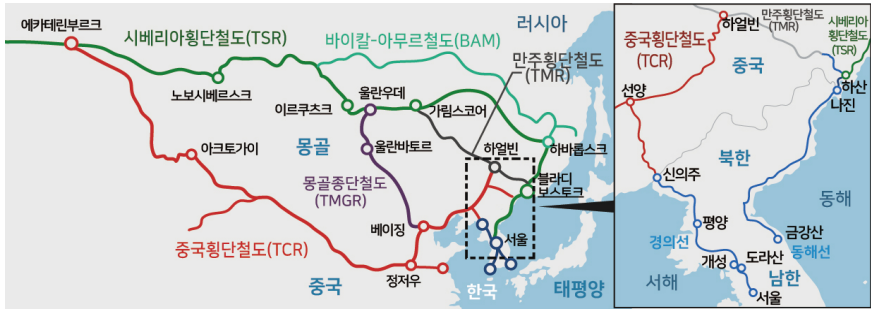 러시아
예카테린부르크
시베리아횡단철도(TSR)
바이칼-아무르철도(BAM)
만주횡단철도
(TMR)
노보시베르스크
이르쿠츠크
울란우데
가림스코어
아크토가이
몽골
울란바토르
하얼빈
하바롭스크
몽골종단철도
(TMGR)
블라디
보스토크
중국횡단철도(TCR)
베이징
서울
중국
정저우
한국
태평양
하얼빈
만주횡단철도
(TMR)
시베리아
횡단철도
(TSR)
중국횡단철도
(TCR)
중국
하산
나진
선양
북한
신의주
동해
평양
금강산
경의선
동해선
개성
도라산
남한
서해
서울